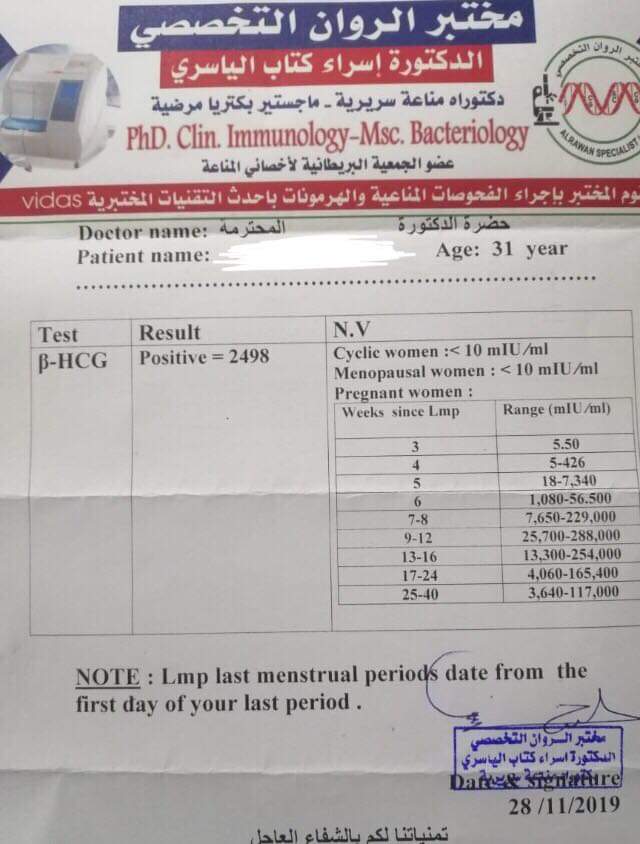 مختبر الروان التخصصي
الدكتورة إسراء كتاب الياسري
دكتوراه مناعة سريرية - ماجستير بكتريا مرضية
PhD. Clin. Immunology-Msc. Bacteriology
عضو الجمعية البريطانية لأخصائي المناعة
ALRAWAN SPECIALIST
وم المختبر بإجراء الفحوصات المناعية والهرمونات باحدث التقنيات المختبرية vidas
Doctor name: المحترمة حضرة الدكتورة
Patient name: Age: 31 year
Test Result N.V
β-HCG Positive = 2498 Cyclic women :< 10 mIU/ml
Menopausal women : < 10 mIU/ml
Pregnant women :
Weeks since Lmp Range (mIU/ml)
3 5.50
4 5-426
5 18-7,340
6 1,080-56.500
7-8 7,650-229,000
9-12 25,700-288,000
13-16 13,300-254,000
17-24 4,060-165,400
25-40 3,640-117,000
NOTE : Lmp last menstrual periods date from the
first day of your last period .
مختبر الروان التخصصي
الدكتورة اسراء كتاب الياسري
دكتوراه مناعة سريرية
Date & signature
28 /11/2019
تمنياتنا لكم بالشفاء العاجل